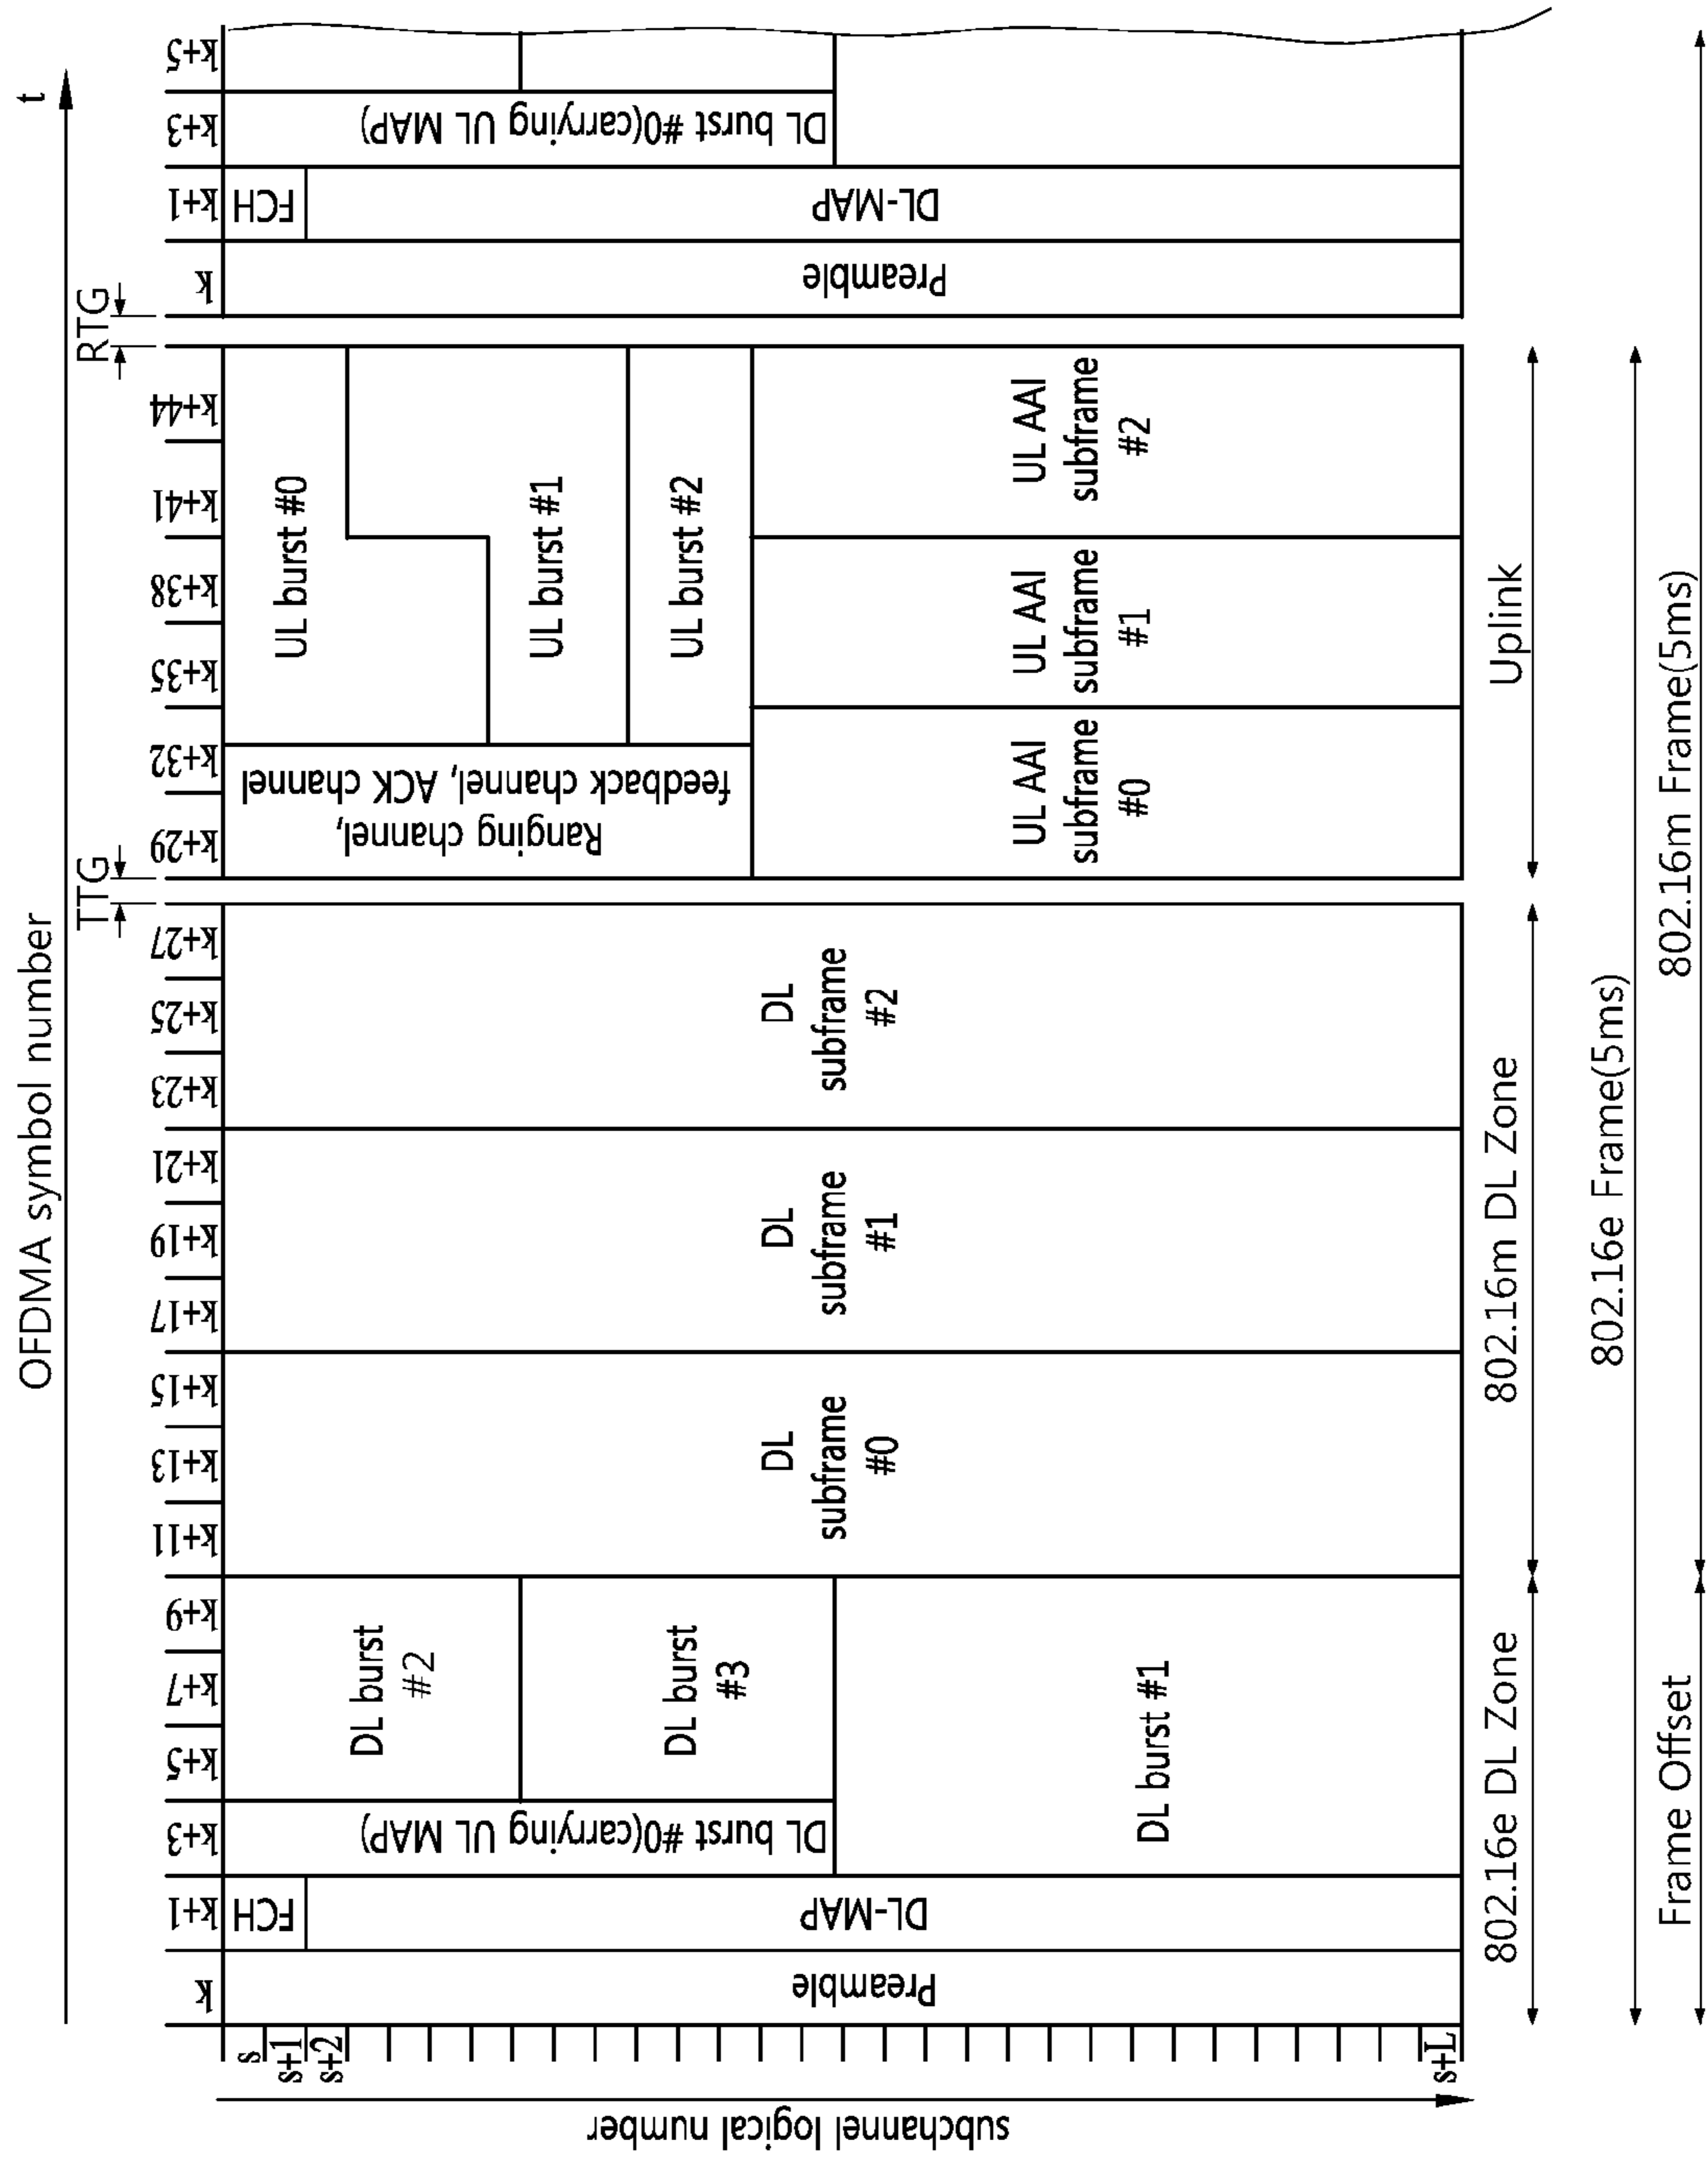 OFDMA symbol number
t
TTG
RTG
k
k+1
k+3
k+5
k+7
k+9
k+11
k+13
k+15
k+17
k+19
k+21
k+23
k+25
k+27
k+29
k+32
k+35
k+38
k+41
k+44
k
k+1
k+3
k+5
subchannel logical number
s
s+1
s+2
s+L
Preamble
FCH
DL-MAP
DL burst #0(carrying UL MAP)
DL burst
#2
DL burst
#3
DL burst #1
DL
subframe
#0
DL
subframe
#1
DL
subframe
#2
Ranging channel,
feedback channel, ACK channel
UL burst #0
UL burst #1
UL burst #2
UL AAI
subframe
#0
UL AAI
subframe
#1
UL AAI
subframe
#2
Preamble
FCH
DL-MAP
DL burst #0(carrying UL MAP)
802.16e DL Zone
802.16m DL Zone
Uplink
802.16e Frame(5ms)
Frame Offset
802.16m Frame(5ms)